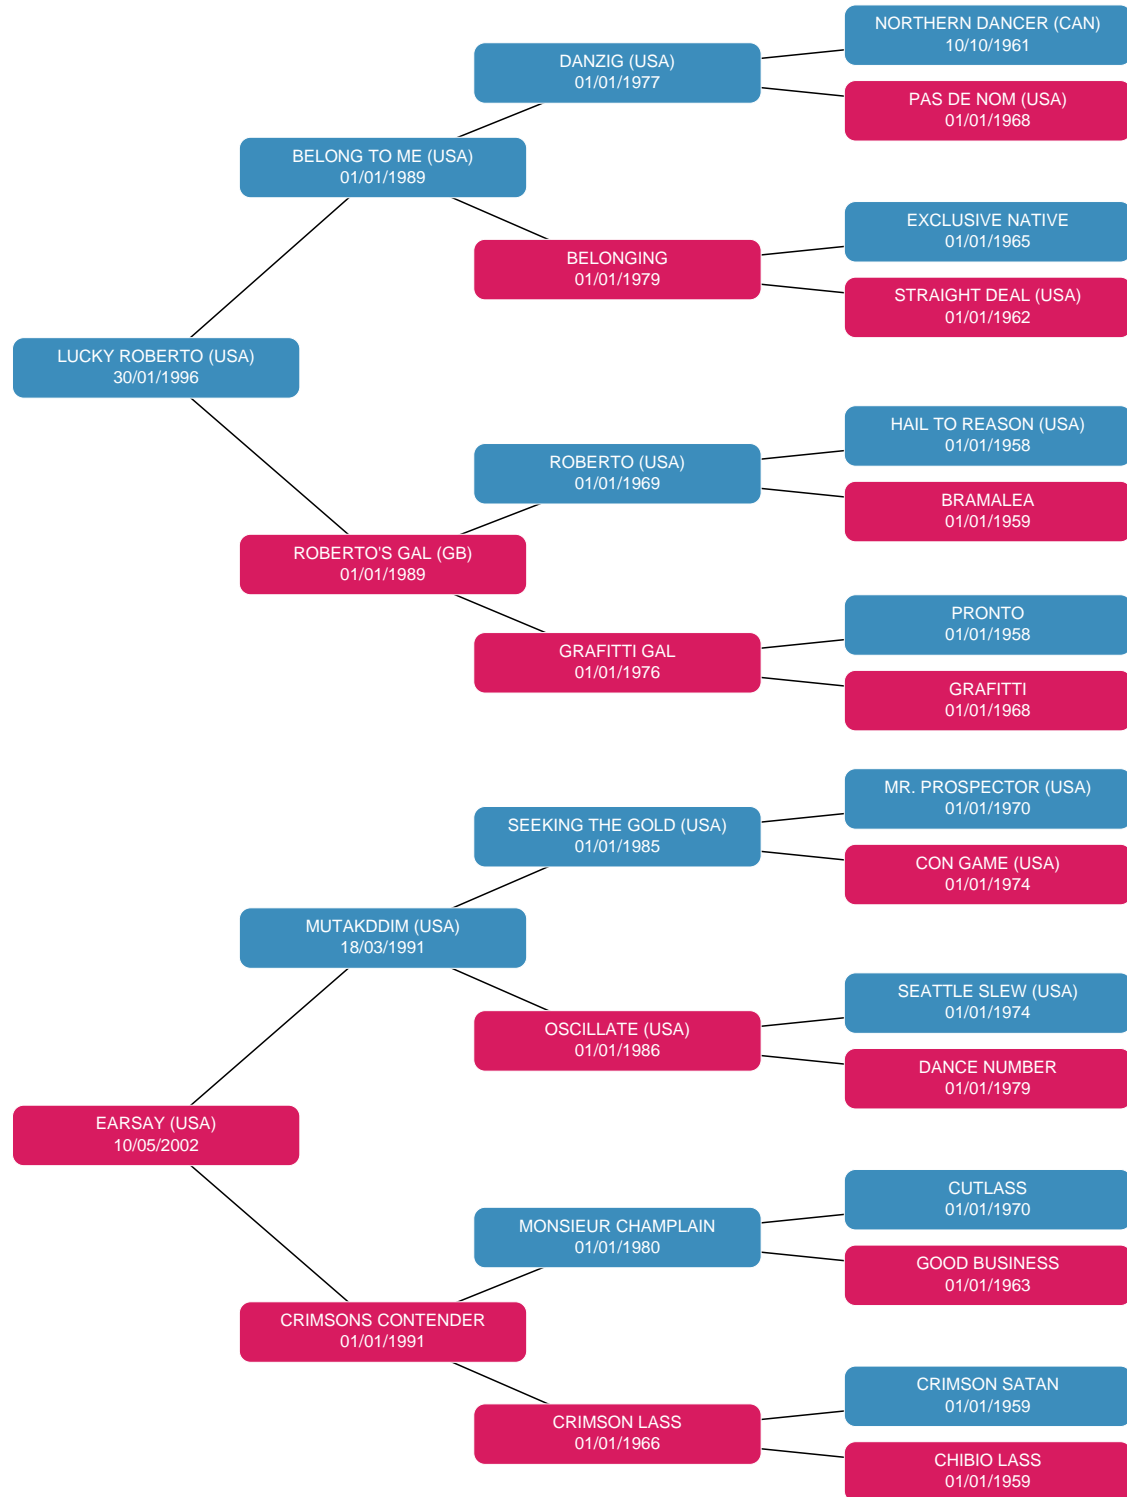 NORTHERN DANCER (CAN)
10/10/1961
DANZIG (USA)
01/01/1977
PAS DE NOM (USA)
01/01/1968
BELONG TO ME (USA)
01/01/1989
EXCLUSIVE NATIVE
01/01/1965
BELONGING
01/01/1979
STRAIGHT DEAL (USA)
01/01/1962
LUCKY ROBERTO (USA)
30/01/1996
HAIL TO REASON (USA)
01/01/1958
ROBERTO (USA)
01/01/1969
BRAMALEA
01/01/1959
ROBERTO'S GAL (GB)
01/01/1989
PRONTO
01/01/1958
GRAFITTI GAL
01/01/1976
GRAFITTI
01/01/1968
MR. PROSPECTOR (USA)
01/01/1970
SEEKING THE GOLD (USA)
01/01/1985
CON GAME (USA)
01/01/1974
MUTAKDDIM (USA)
18/03/1991
SEATTLE SLEW (USA)
01/01/1974
OSCILLATE (USA)
01/01/1986
DANCE NUMBER
01/01/1979
EARSAY (USA)
10/05/2002
CUTLASS
01/01/1970
MONSIEUR CHAMPLAIN
01/01/1980
GOOD BUSINESS
01/01/1963
CRIMSONS CONTENDER
01/01/1991
CRIMSON SATAN
01/01/1959
CRIMSON LASS
01/01/1966
CHIBIO LASS
01/01/1959